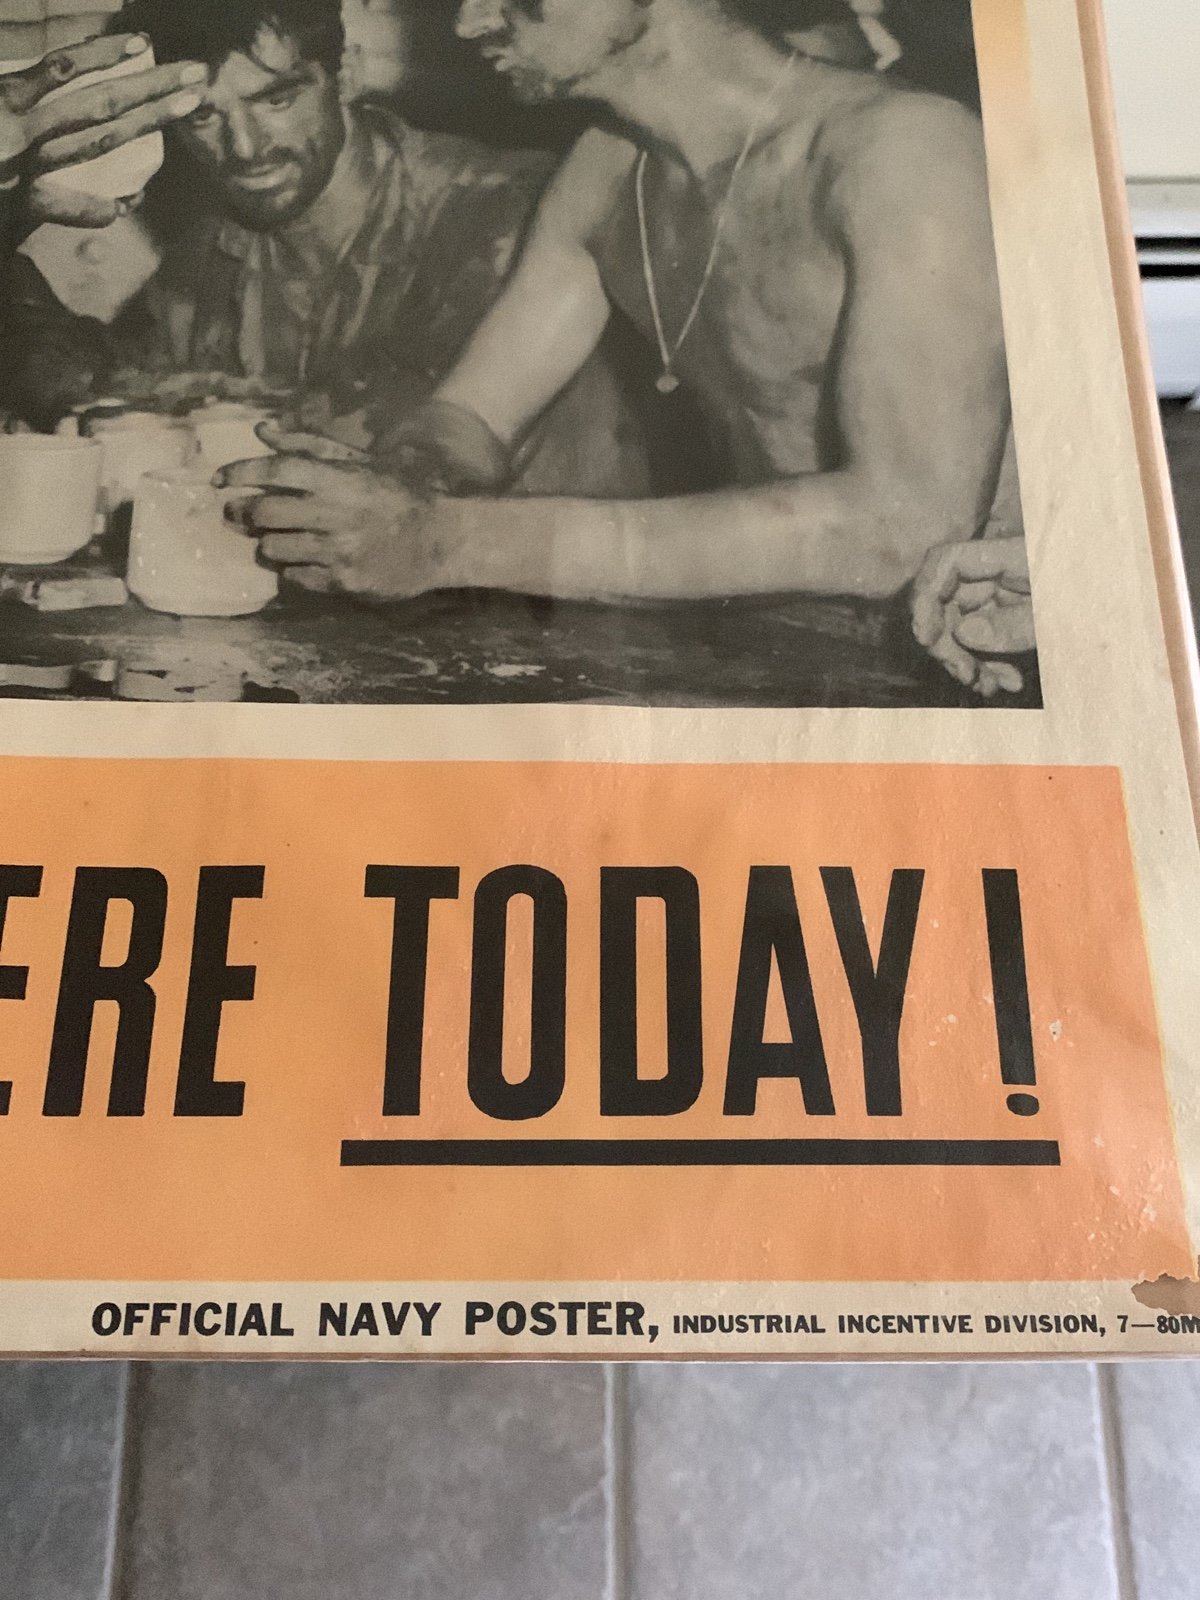 ERE TODAY!
OFFICIAL NAVY POSTER, INDUSTRIAL INCENTIVE DIVISION, 7—80M